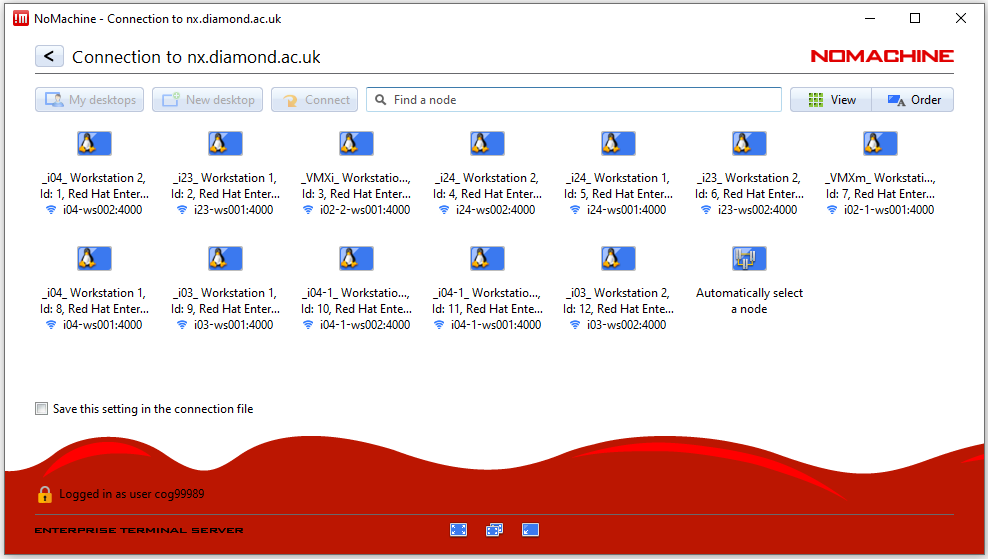 !M NoMachine - Connection to nx.diamond.ac.uk
< Connection to nx.diamond.ac.uk
NOMACHINE
My desktops New desktop Connect Find a node View Order
_i04_ Workstation 2, Id: 1, Red Hat Enter... i04-ws002:4000
_i23_ Workstation 1, Id: 2, Red Hat Enter... i23-ws001:4000
_VMXi_ Workstatio..., Id: 3, Red Hat Enter... i02-2-ws001:4000
_i24_ Workstation 2, Id: 4, Red Hat Enter... i24-ws002:4000
_i24_ Workstation 1, Id: 5, Red Hat Enter... i24-ws001:4000
_i23_ Workstation 2, Id: 6, Red Hat Enter... i23-ws002:4000
_VMXm_ Workstati..., Id: 7, Red Hat Enter... i02-1-ws001:4000
_i04_ Workstation 1, Id: 8, Red Hat Enter... i04-ws001:4000
_i03_ Workstation 1, Id: 9, Red Hat Enter... i03-ws001:4000
_i04-1_ Workstatio..., Id: 10, Red Hat Ente... i04-1-ws002:4000
_i04-1_ Workstatio..., Id: 11, Red Hat Ente... i04-1-ws001:4000
_i03_ Workstation 2, Id: 12, Red Hat Ente... i03-ws002:4000
Automatically select a node
Save this setting in the connection file
Logged in as user cog99989
ENTERPRISE TERMINAL SERVER